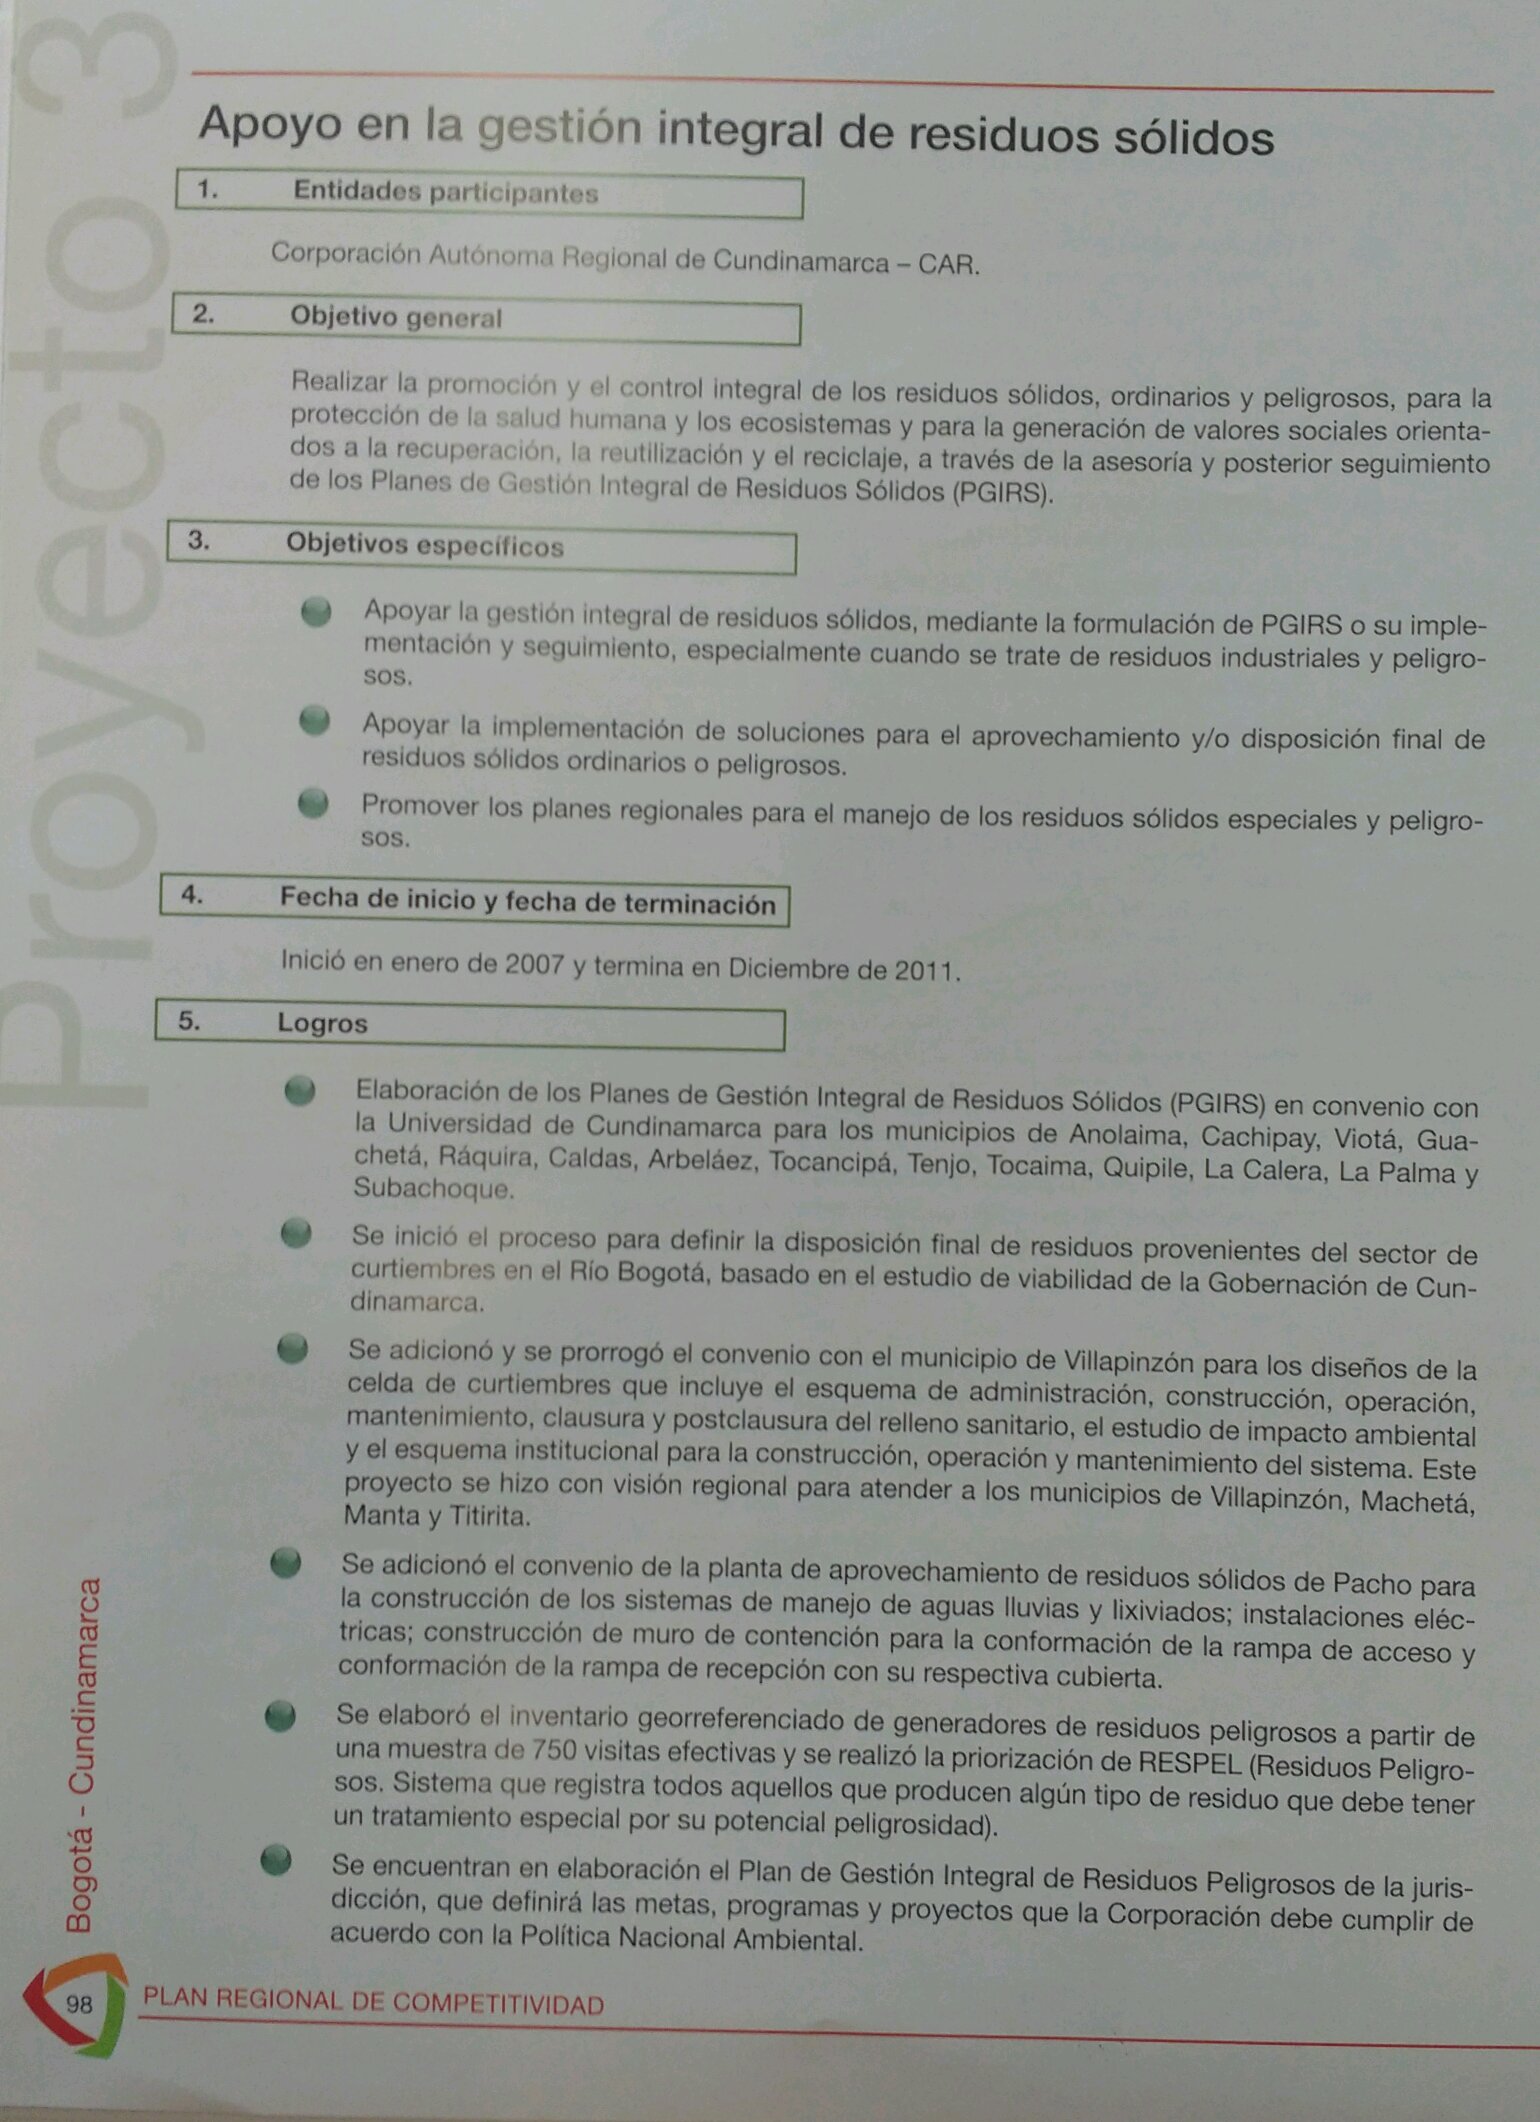 Proyecto 3
Apoyo en la gestión integral de residuos sólidos
1. Entidades participantes
Corporación Autónoma Regional de Cundinamarca – CAR.
2. Objetivo general
Realizar la promoción y el control integral de los residuos sólidos, ordinarios y peligrosos, para la
protección de la salud humana y los ecosistemas y para la generación de valores sociales orienta-
dos a la recuperación, la reutilización y el reciclaje, a través de la asesoría y posterior seguimiento
de los Planes de Gestión Integral de Residuos Sólidos (PGIRS).
3. Objetivos específicos
Apoyar la gestión integral de residuos sólidos, mediante la formulación de PGIRS o su imple-
mentación y seguimiento, especialmente cuando se trate de residuos industriales y peligro-
sos.
Apoyar la implementación de soluciones para el aprovechamiento y/o disposición final de
residuos sólidos ordinarios o peligrosos.
Promover los planes regionales para el manejo de los residuos sólidos especiales y peligro-
sos.
4. Fecha de inicio y fecha de terminación
Inició en enero de 2007 y termina en Diciembre de 2011.
5. Logros
Elaboración de los Planes de Gestión Integral de Residuos Sólidos (PGIRS) en convenio con
la Universidad de Cundinamarca para los municipios de Anolaima, Cachipay, Viotá, Gua-
chetá, Ráquira, Caldas, Arbeláez, Tocancipá, Tenjo, Tocaima, Quipile, La Calera, La Palma y
Subachoque.
Se inició el proceso para definir la disposición final de residuos provenientes del sector de
curtiembres en el Río Bogotá, basado en el estudio de viabilidad de la Gobernación de Cun-
dinamarca.
Se adicionó y se prorrogó el convenio con el municipio de Villapinzón para los diseños de la
celda de curtiembres que incluye el esquema de administración, construcción, operación,
mantenimiento, clausura y postclausura del relleno sanitario, el estudio de impacto ambiental
y el esquema institucional para la construcción, operación y mantenimiento del sistema. Este
proyecto se hizo con visión regional para atender a los municipios de Villapinzón, Machetá,
Manta y Titirita.
Se adicionó el convenio de la planta de aprovechamiento de residuos sólidos de Pacho para
la construcción de los sistemas de manejo de aguas lluvias y lixiviados; instalaciones eléc-
tricas; construcción de muro de contención para la conformación de la rampa de acceso y
conformación de la rampa de recepción con su respectiva cubierta.
Se elaboró el inventario georreferenciado de generadores de residuos peligrosos a partir de
una muestra de 750 visitas efectivas y se realizó la priorización de RESPEL (Residuos Peligro-
sos. Sistema que registra todos aquellos que producen algún tipo de residuo que debe tener
un tratamiento especial por su potencial peligrosidad).
Se encuentran en elaboración el Plan de Gestión Integral de Residuos Peligrosos de la juris-
dicción, que definirá las metas, programas y proyectos que la Corporación debe cumplir de
acuerdo con la Política Nacional Ambiental.
Bogotá - Cundinamarca
98 PLAN REGIONAL DE COMPETITIVIDAD